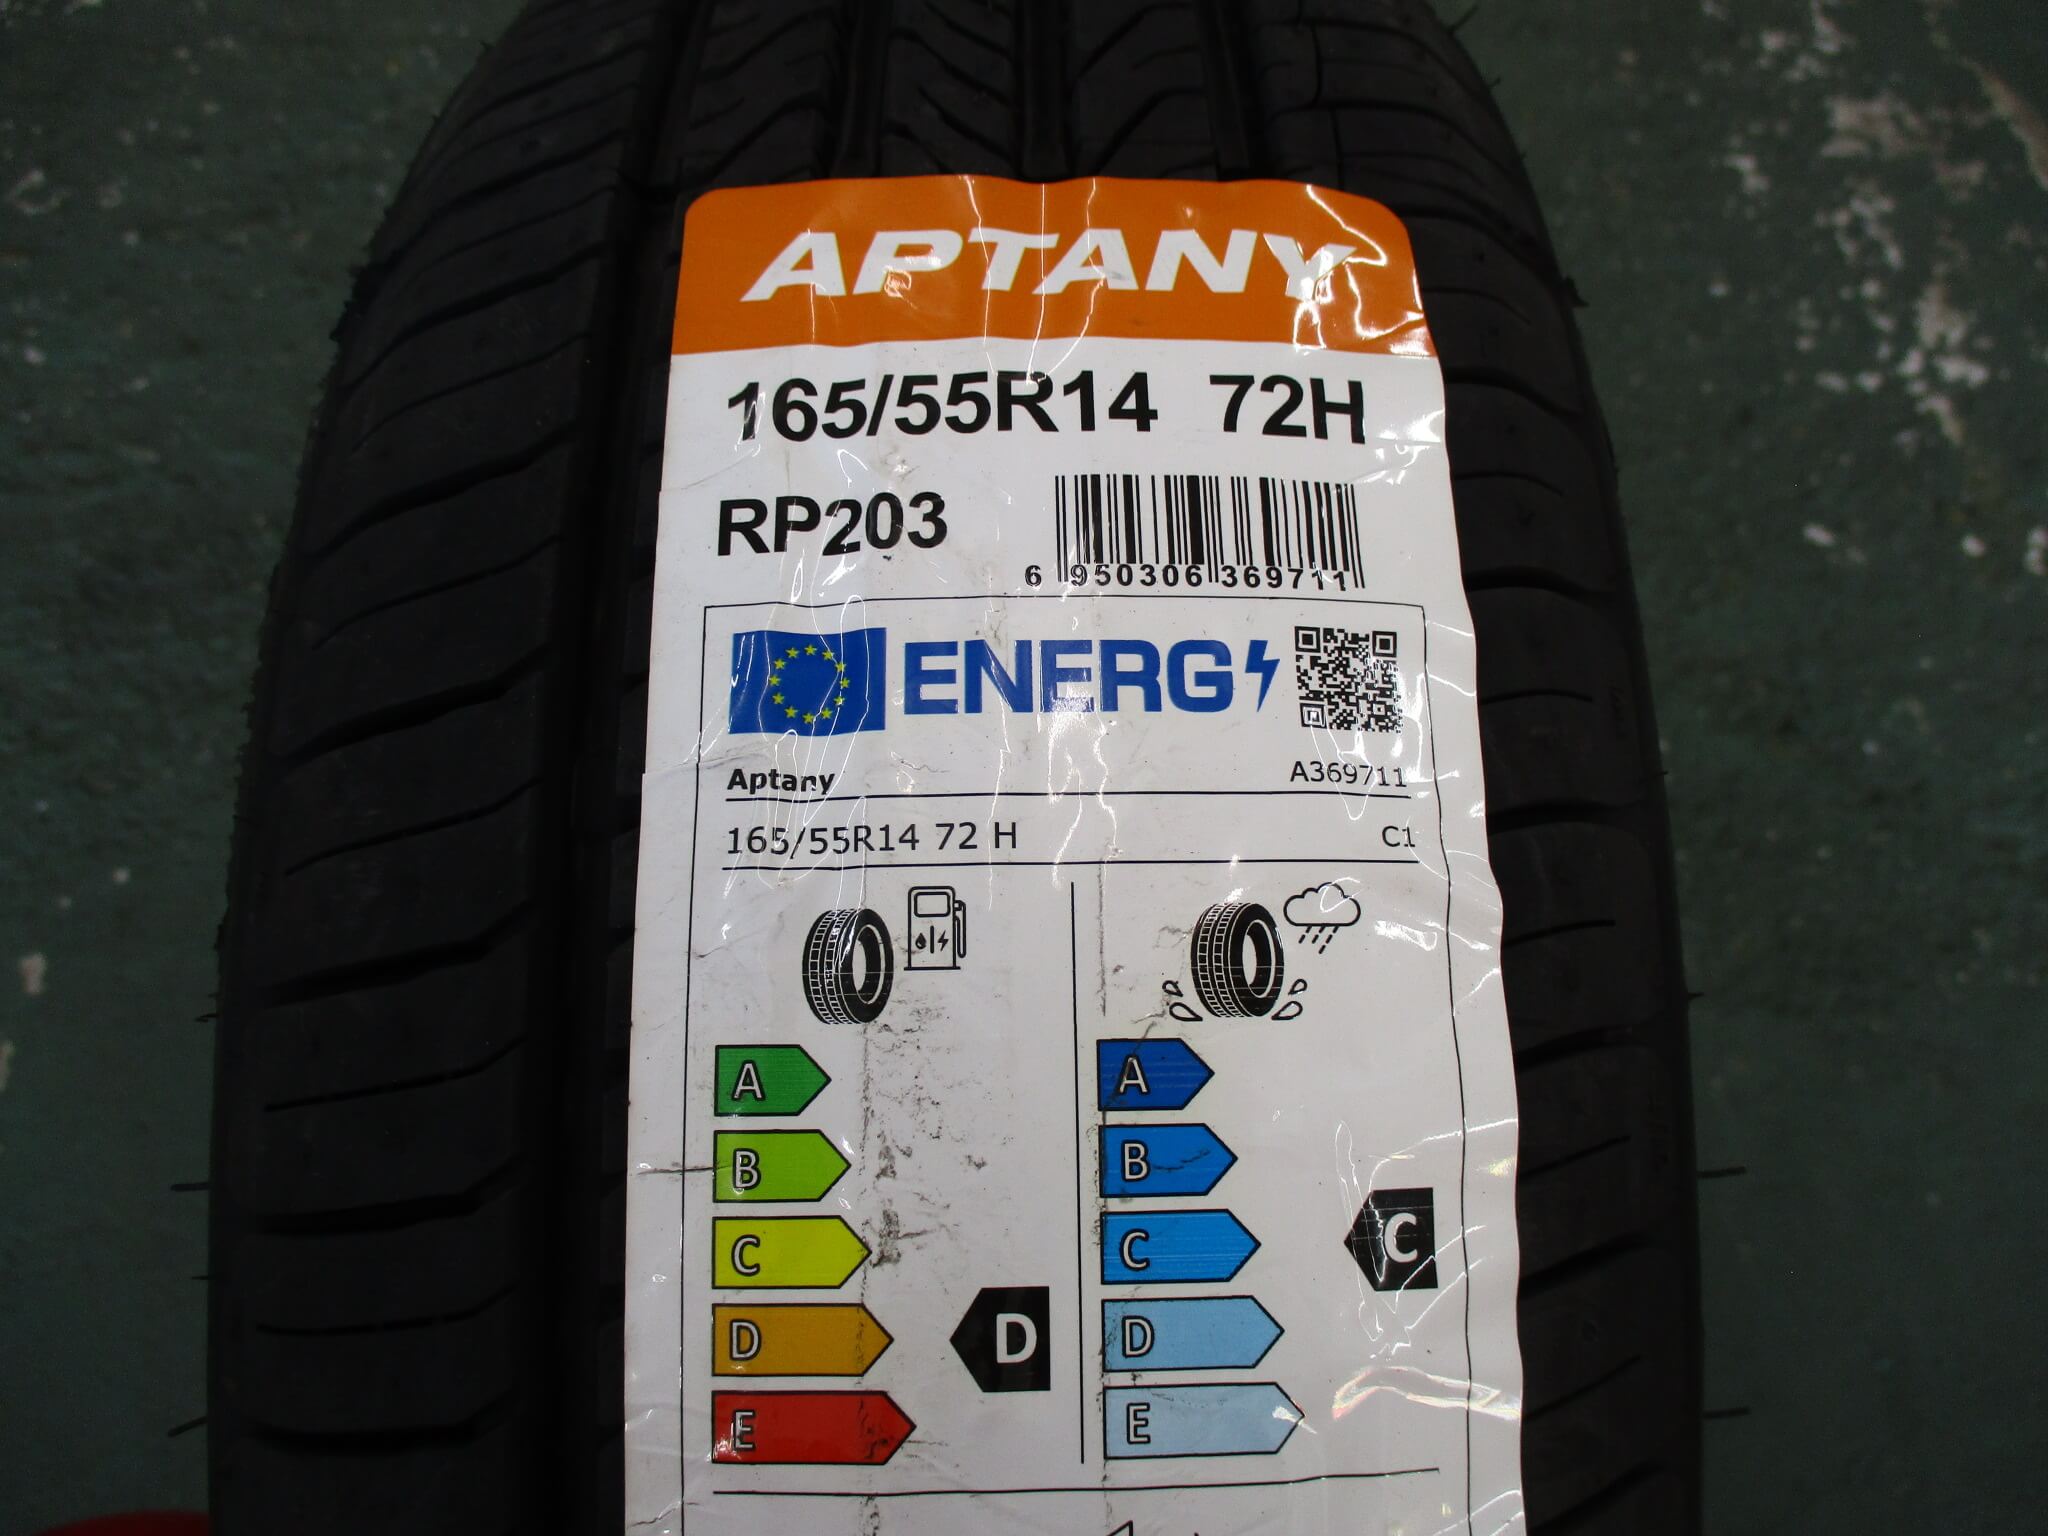 APTANY
165/55R14 72H
RP203
6 950306 369711
ENERG
Aptany A369711
165/55R14 72 H C1
A A
B B
C C C
D D D
E E